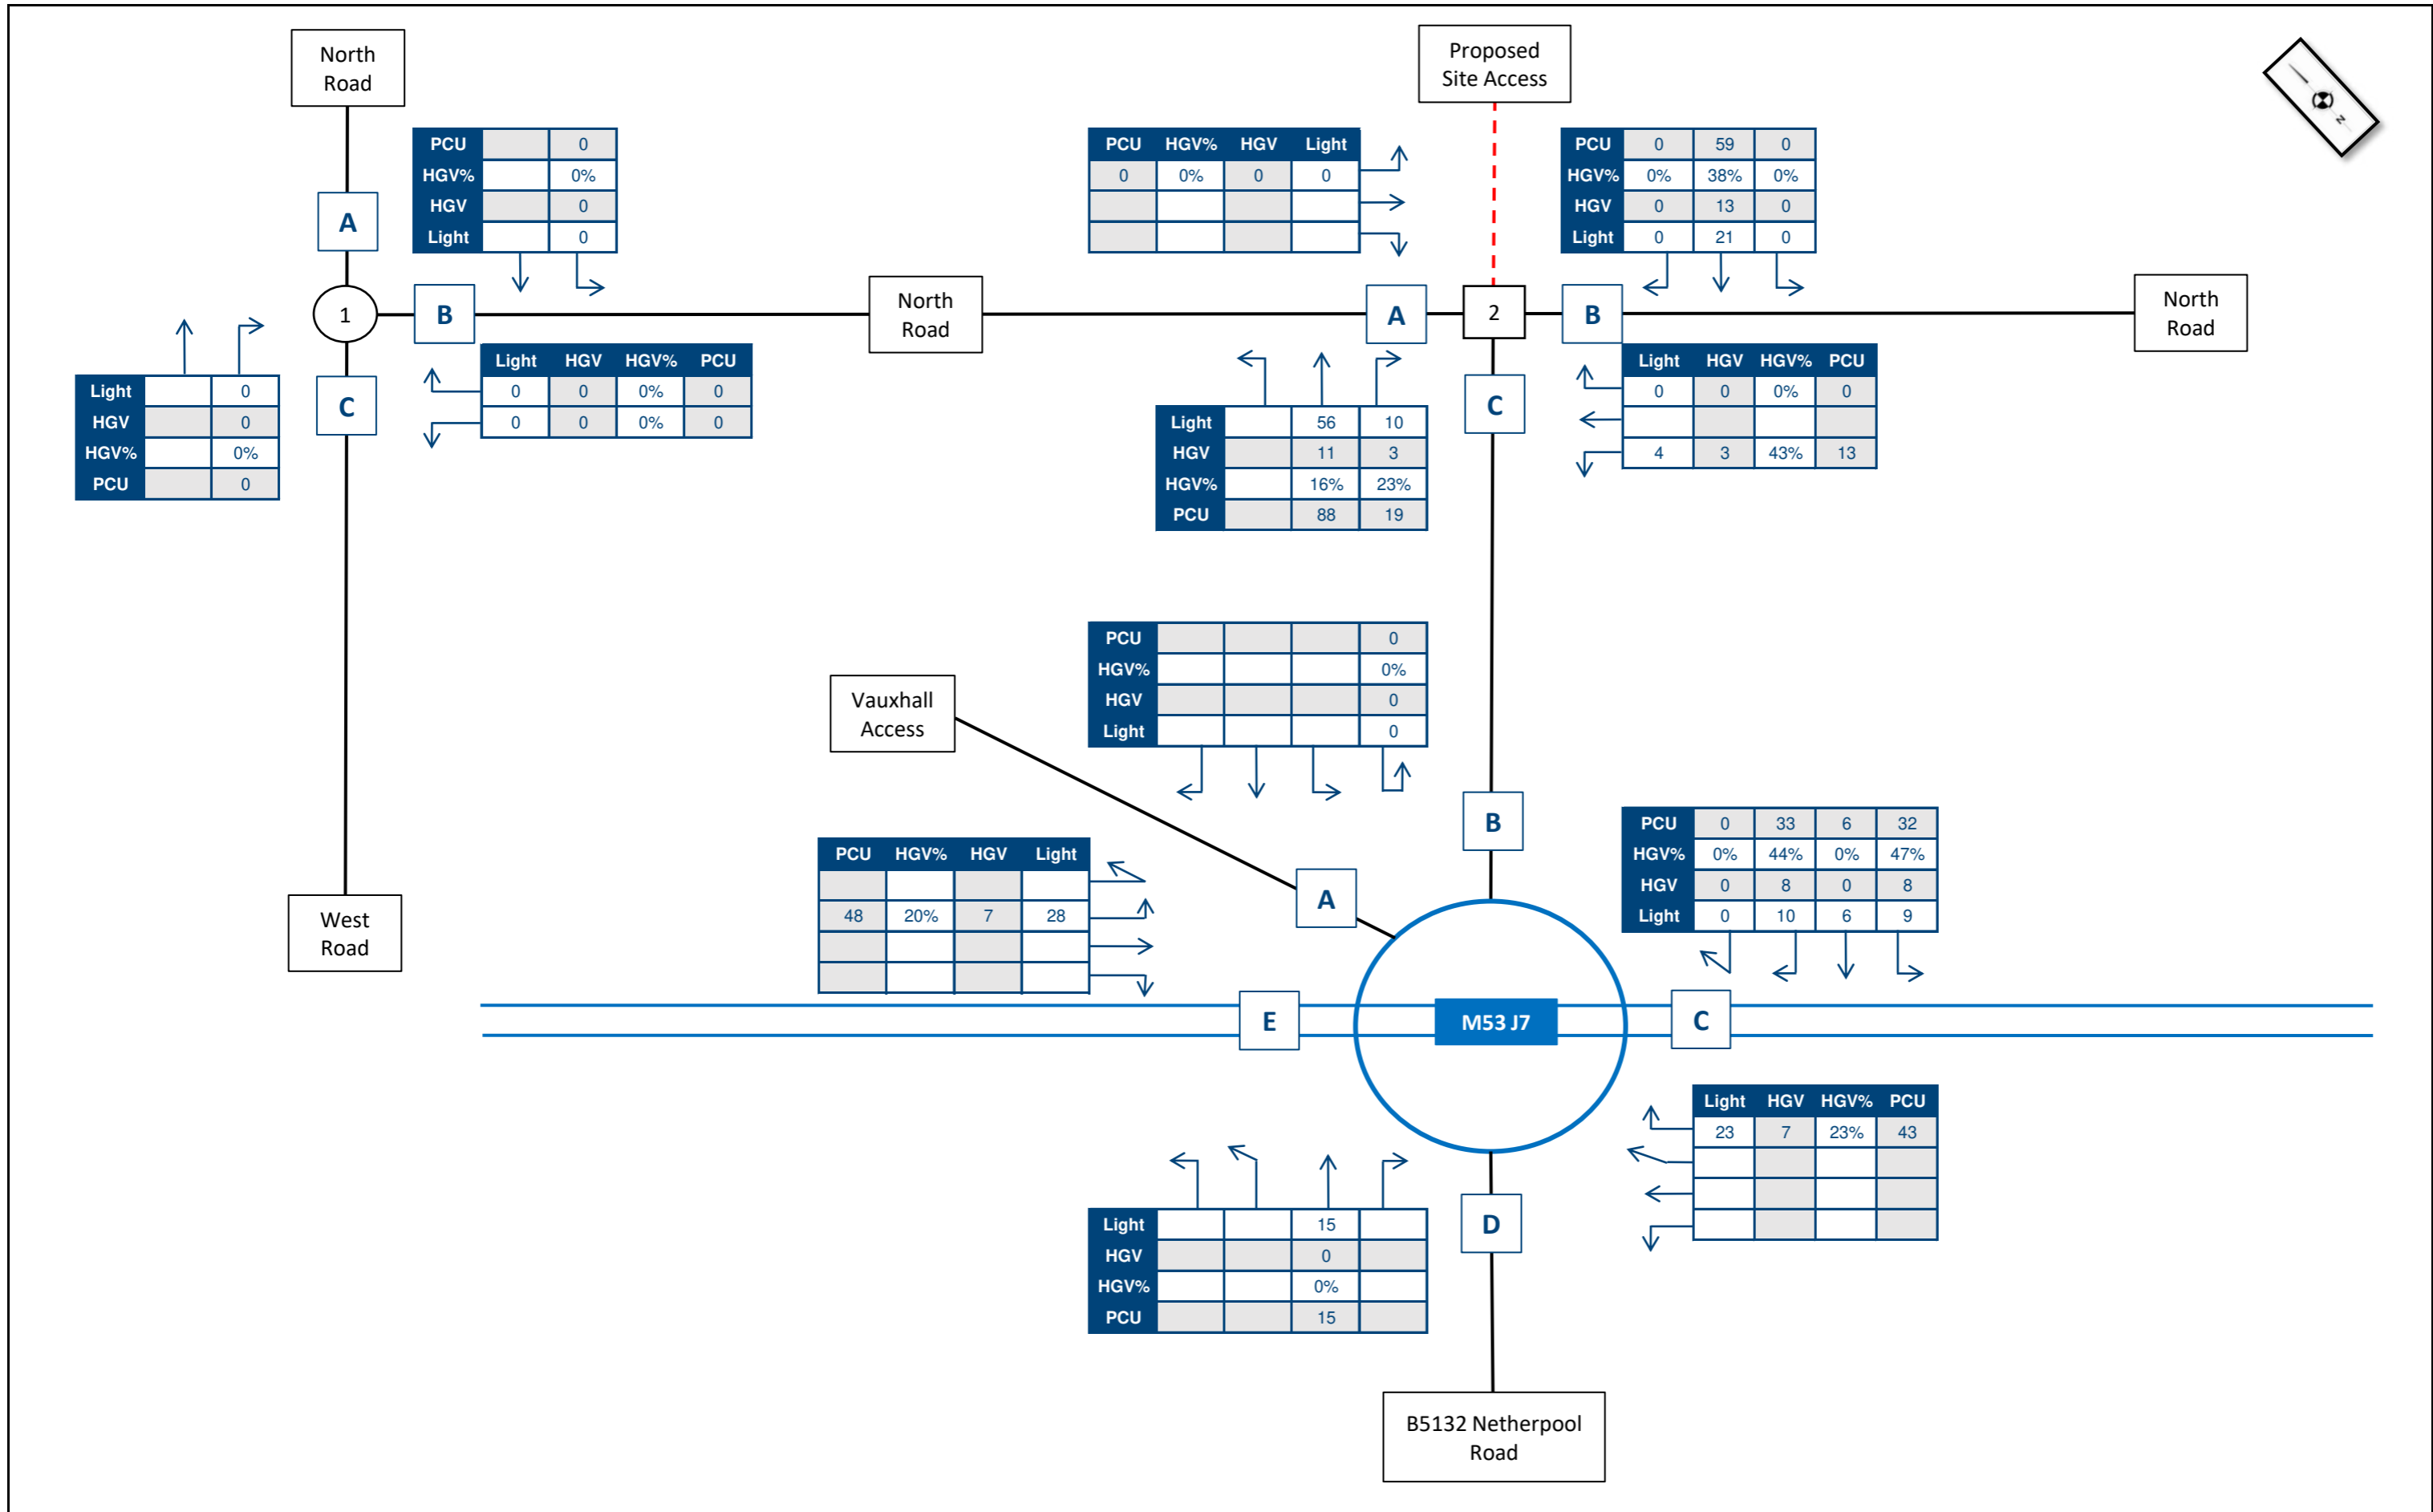 North
Road
Proposed
Site Access
N
PCU 0
HGV% 0%
HGV 0
Light 0
PCU HGV% HGV Light
0 0% 0 0
PCU 0 59 0
HGV% 0% 38% 0%
HGV 0 13 0
Light 0 21 0
A
1
B
North
Road
A
2
B
North
Road
Light 0
HGV 0
HGV% 0%
PCU 0
C
Light HGV HGV% PCU
0 0 0% 0
0 0 0% 0
Light 56 10
HGV 11 3
HGV% 16% 23%
PCU 88 19
C
Light HGV HGV% PCU
0 0 0% 0
4 3 43% 13
PCU 0
HGV% 0%
HGV 0
Light 0
Vauxhall
Access
B
PCU HGV% HGV Light
48 20% 7 28
A
PCU 0 33 6 32
HGV% 0% 44% 0% 47%
HGV 0 8 0 8
Light 0 10 6 9
West
Road
E
M53 J7
C
Light HGV HGV% PCU
23 7 23% 43
Light 15
HGV 0
HGV% 0%
PCU 15
D
B5132 Netherpool
Road